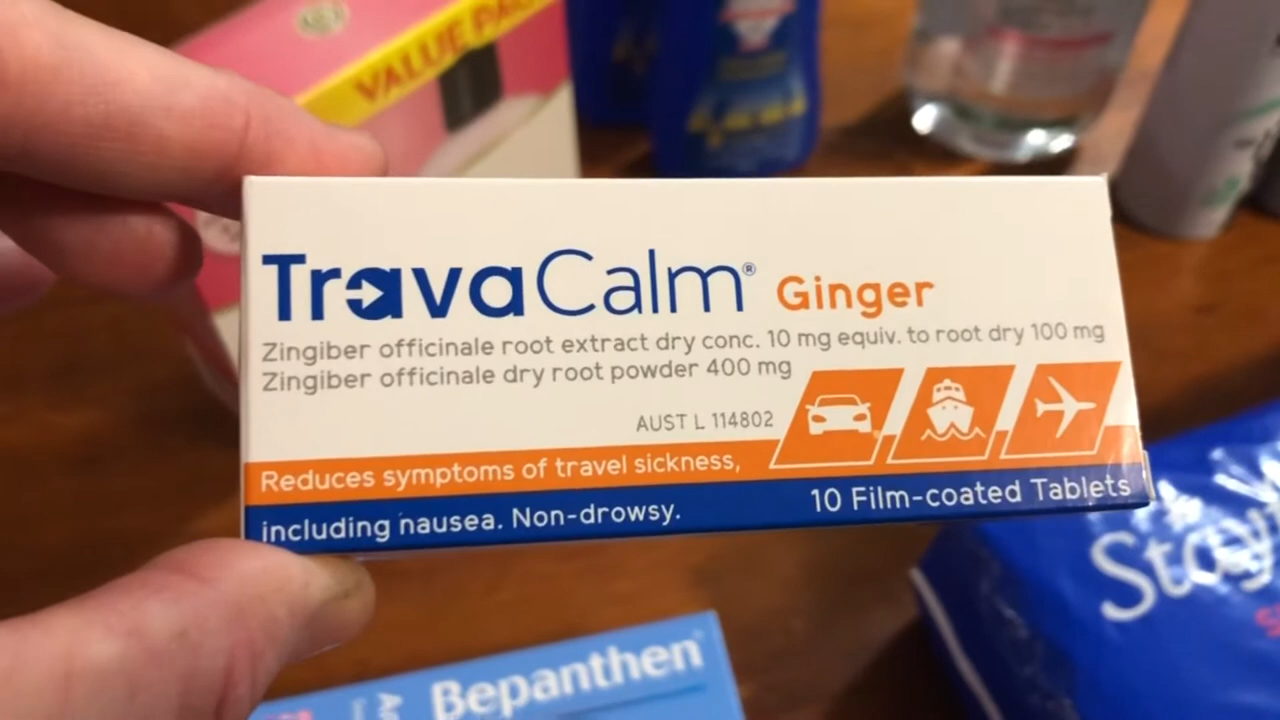 VALUE PA
TravaCalm® Ginger
Zingiber officinale root extract dry conc. 10 mg equiv. to root dry 100 mg
Zingiber officinale dry root powder 400 mg
AUST L 114802
Reduces symptoms of travel sickness,
including nausea. Non-drowsy.
10 Film-coated Tablets
Bepanthen